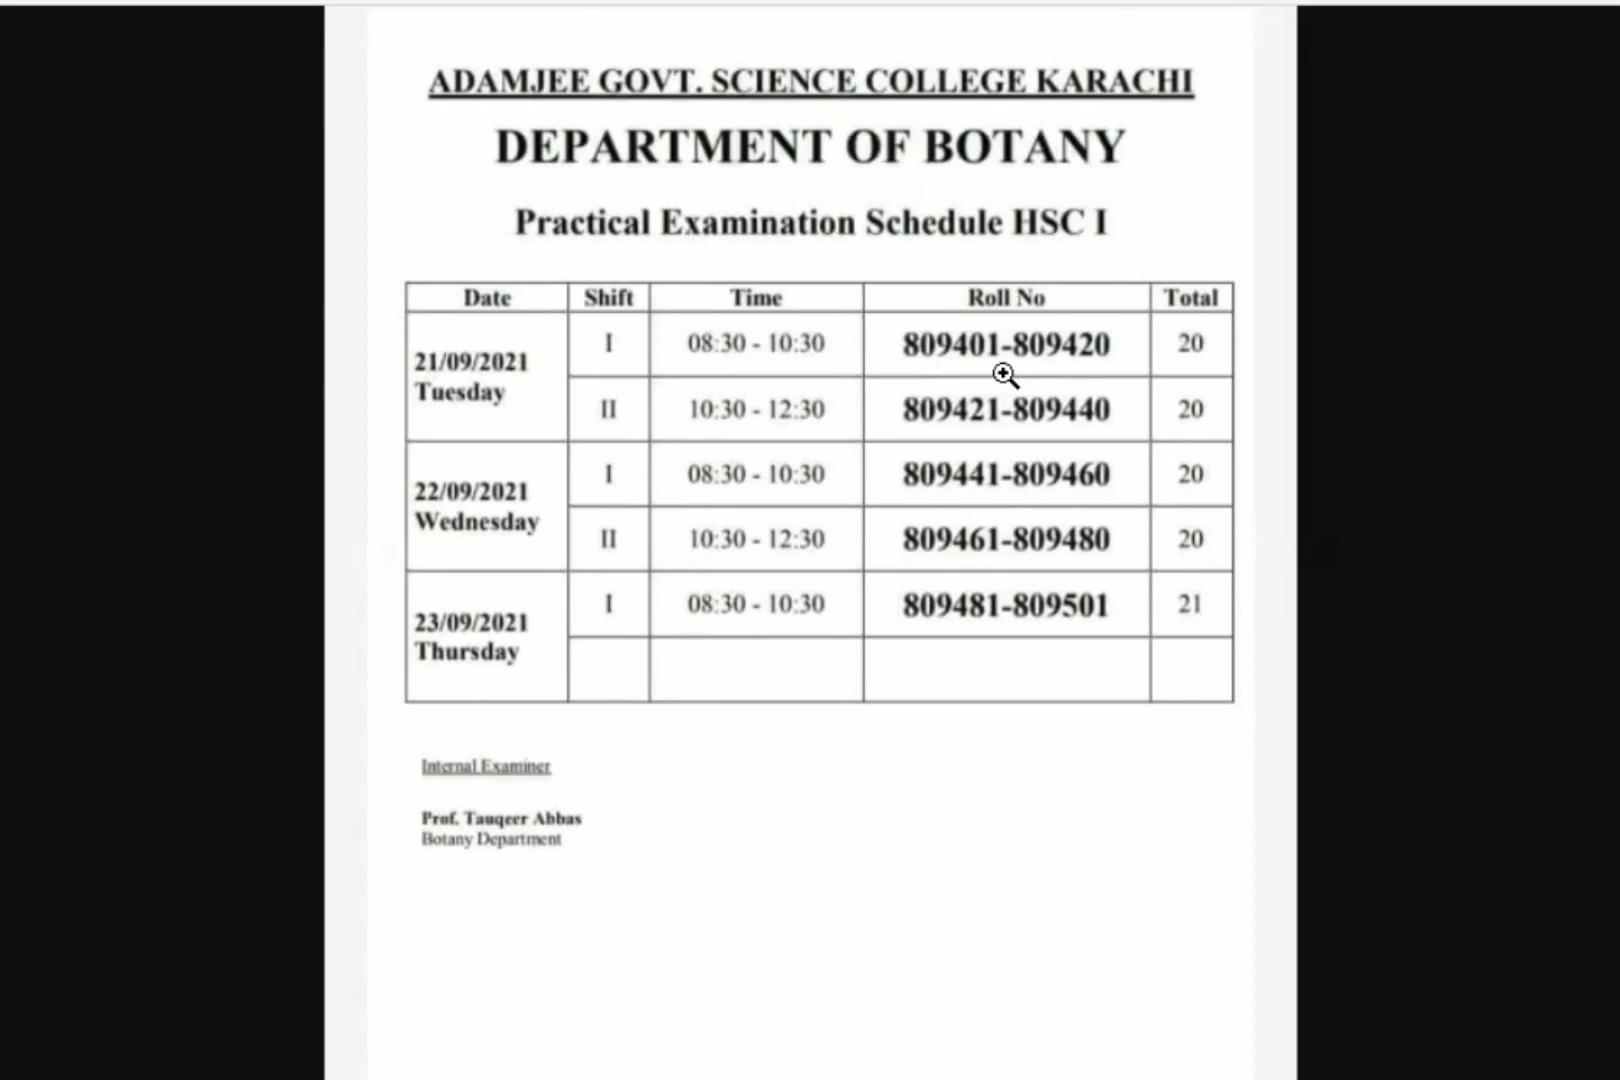 ADAMJEE GOVT. SCIENCE COLLEGE KARACHI
DEPARTMENT OF BOTANY
Practical Examination Schedule HSC I
Date Shift Time Roll No Total
21/09/2021 Tuesday I 08:30 - 10:30 809401-809420 20
II 10:30 - 12:30 809421-809440 20
22/09/2021 Wednesday I 08:30 - 10:30 809441-809460 20
II 10:30 - 12:30 809461-809480 20
23/09/2021 Thursday I 08:30 - 10:30 809481-809501 21
Internal Examiner
Prof. Tauqeer Abbas
Botany Department